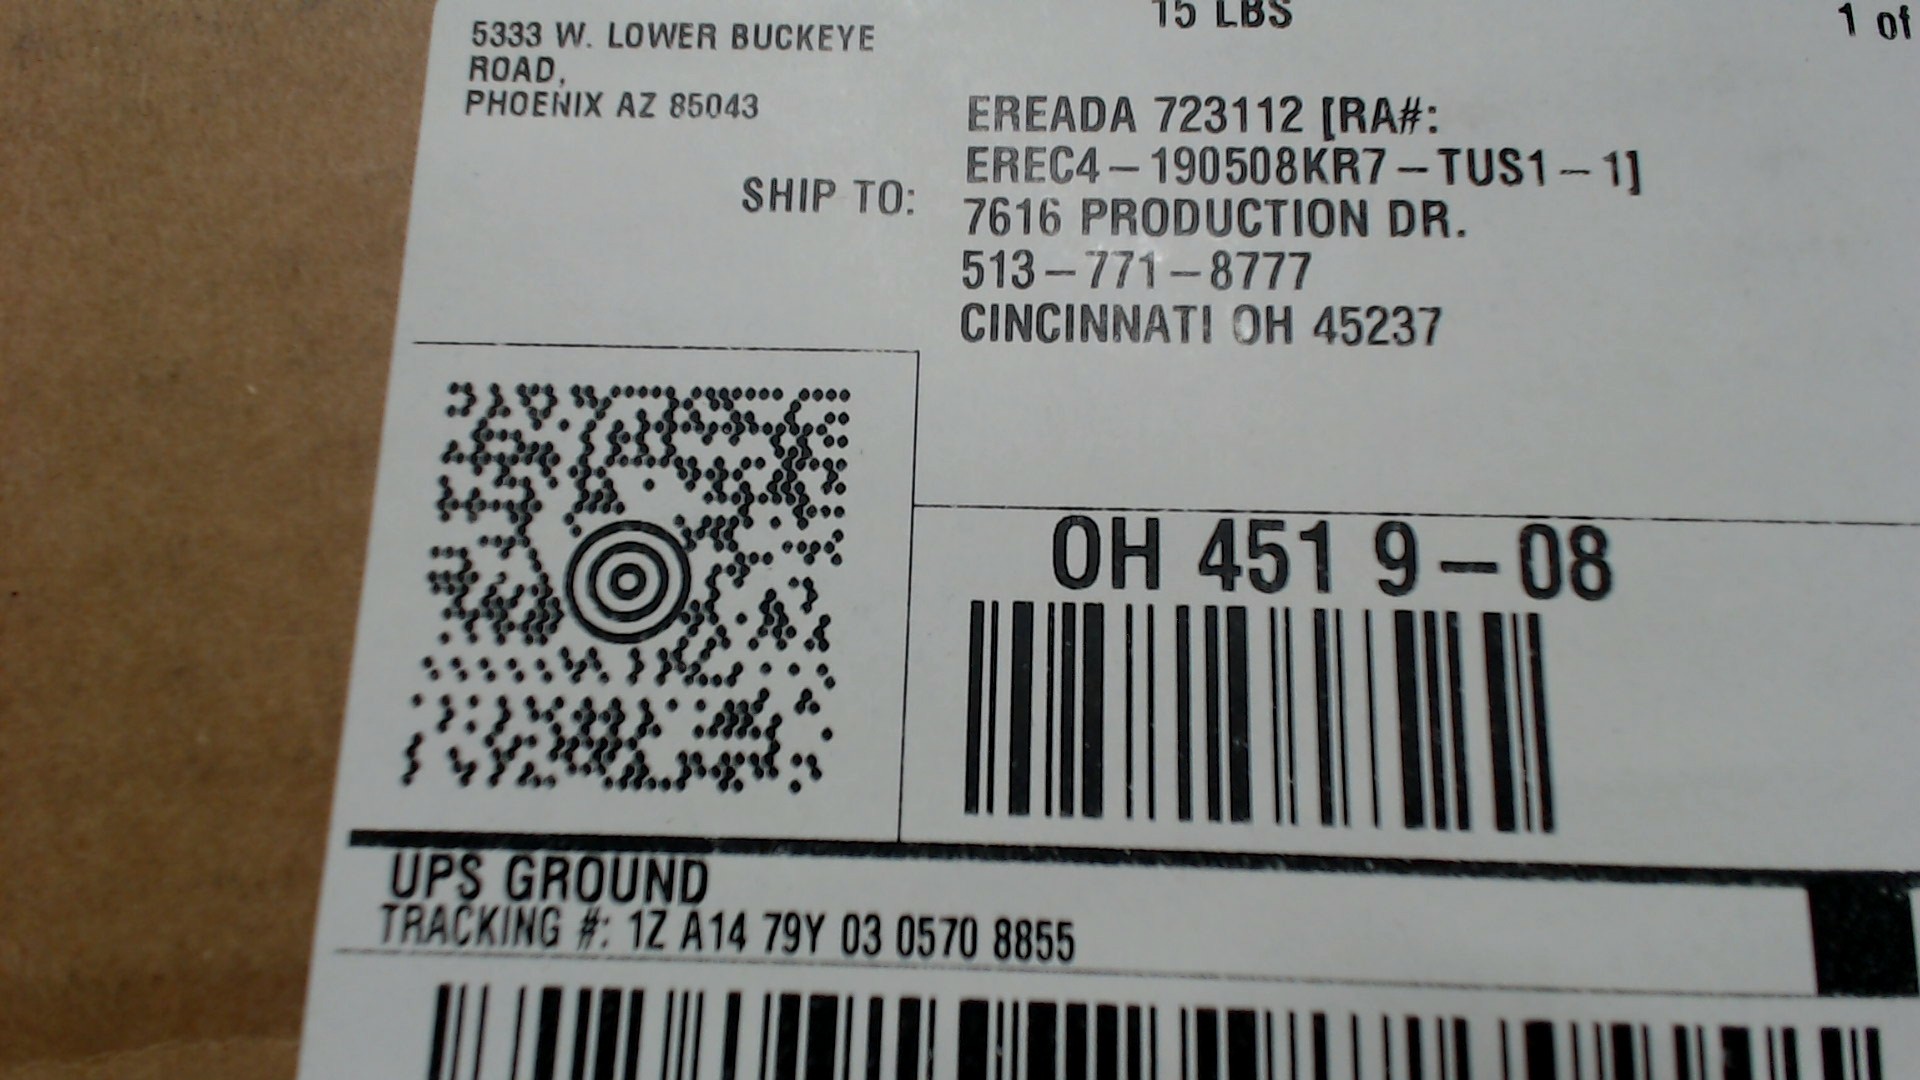 15 LBS
1 of
5333 W. LOWER BUCKEYE
ROAD,
PHOENIX AZ 85043
SHIP TO:
EREADA 723112 [RA#:
EREC4-190508KR7-TUS1-1]
7616 PRODUCTION DR.
513-771-8777
CINCINNATI OH 45237
OH 451 9-08
UPS GROUND
TRACKING #: 1Z A14 79Y 03 0570 8855